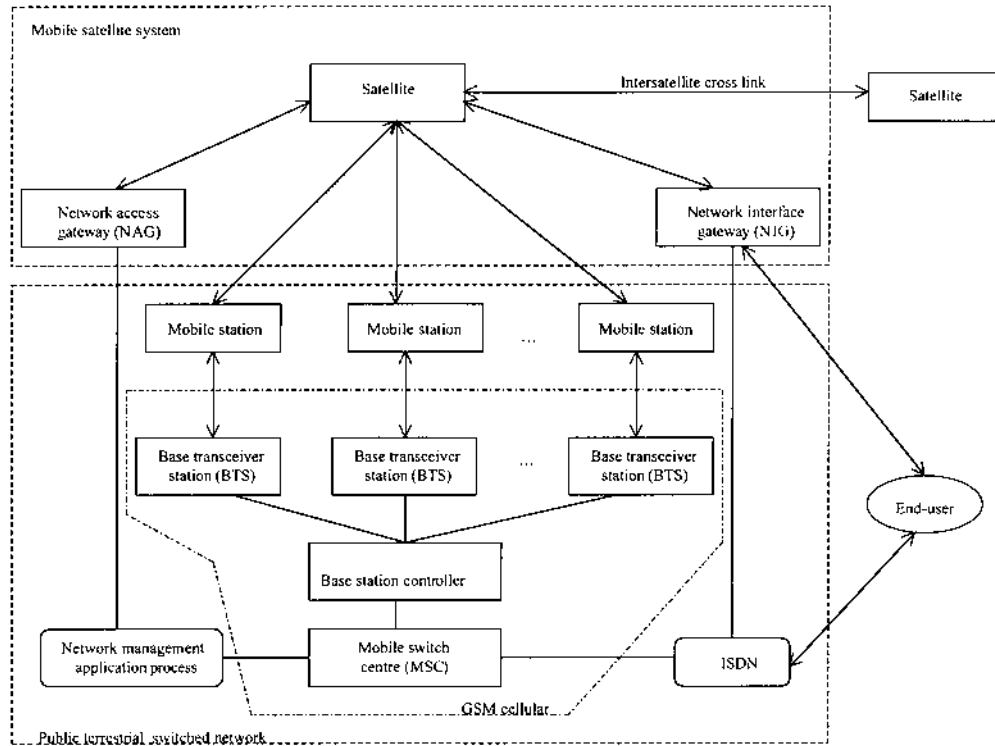 Mobile satellite system
Satellite
Intersatellite cross link
Satellite
Network access
gateway (NAG)
Network interface
gateway (NIG)
Mobile station
Mobile station
...
Mobile station
Base transceiver
station (BTS)
Base transceiver
station (BTS)
...
Base transceiver
station (BTS)
End-user
Base station controller
Network management
application process
Mobile switch
centre (MSC)
ISDN
GSM cellular
Public terrestrial switched network